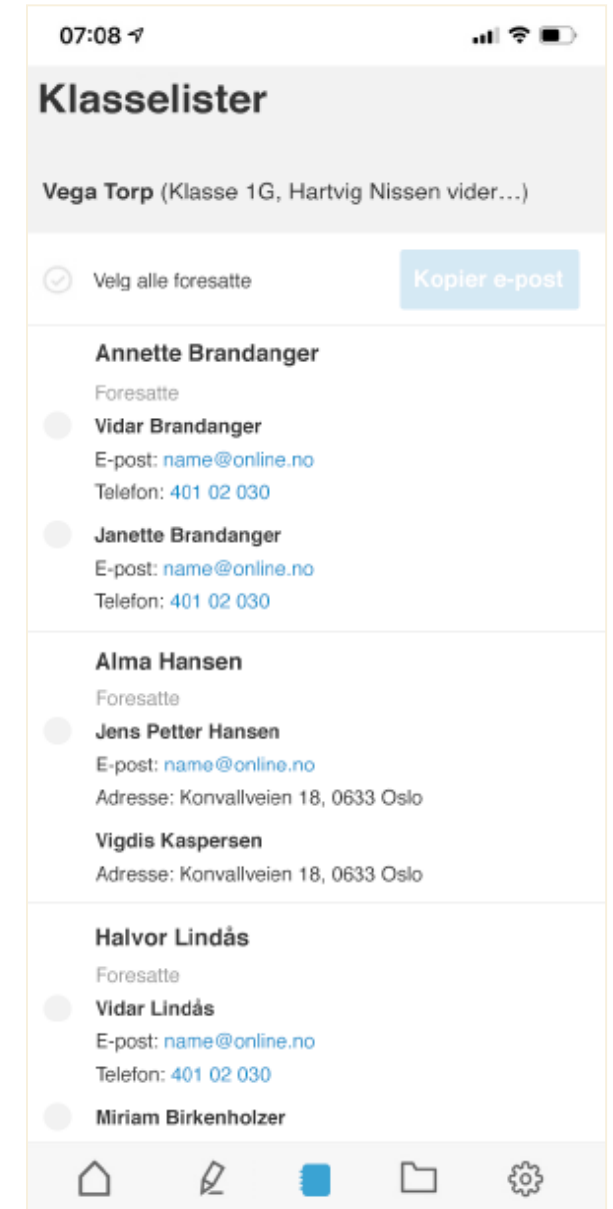 07:08
Klasselister
Vega Torp (Klasse 1G, Hartvig Nissen vider...)
Velg alle foresatte
Kopier e-post
Annette Brandanger
Foresatte
Vidar Brandanger
E-post: name@online.no
Telefon: 401 02 030
Janette Brandanger
E-post: name@online.no
Telefon: 401 02 030
Alma Hansen
Foresatte
Jens Petter Hansen
E-post: name@online.no
Adresse: Konvallveien 18, 0633 Oslo
Vigdis Kaspersen
Adresse: Konvallveien 18, 0633 Oslo
Halvor Lindås
Foresatte
Vidar Lindås
E-post: name@online.no
Telefon: 401 02 030
Miriam Birkenholzer